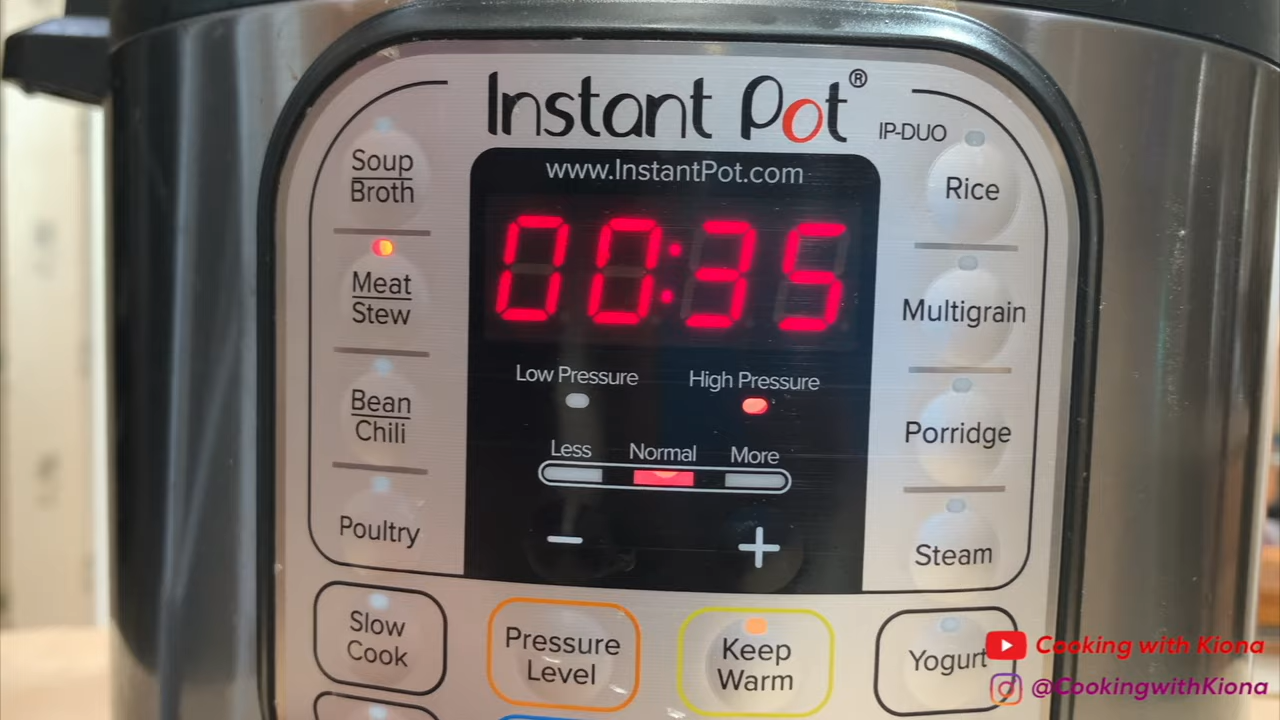 Instant Pot®
IP-DUO
www.InstantPot.com
00:35
Low Pressure
High Pressure
Less
Normal
More
− +
Soup
Broth
Meat
Stew
Bean
Chili
Poultry
Rice
Multigrain
Porridge
Steam
Slow
Cook
Pressure
Level
Keep
Warm
Yogurt
Cooking with Kiona
@CookingwithKiona